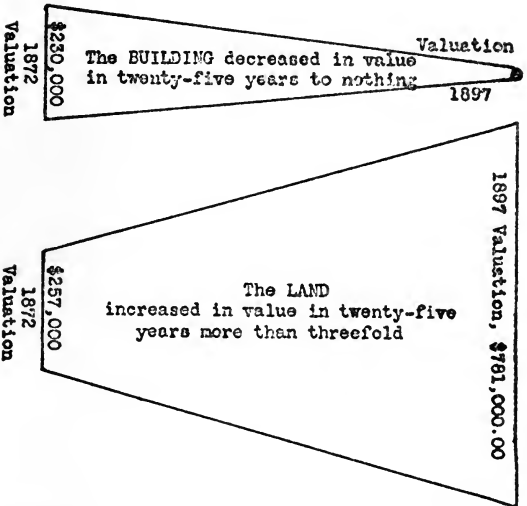 $230,000
1872
Valuation
The BUILDING decreased in value
in twenty-five years to nothing
Valuation
1897
$257,000
1872
Valuation
The LAND
increased in value in twenty-five
years more than threefold
1897 Valuation, $781,000.00